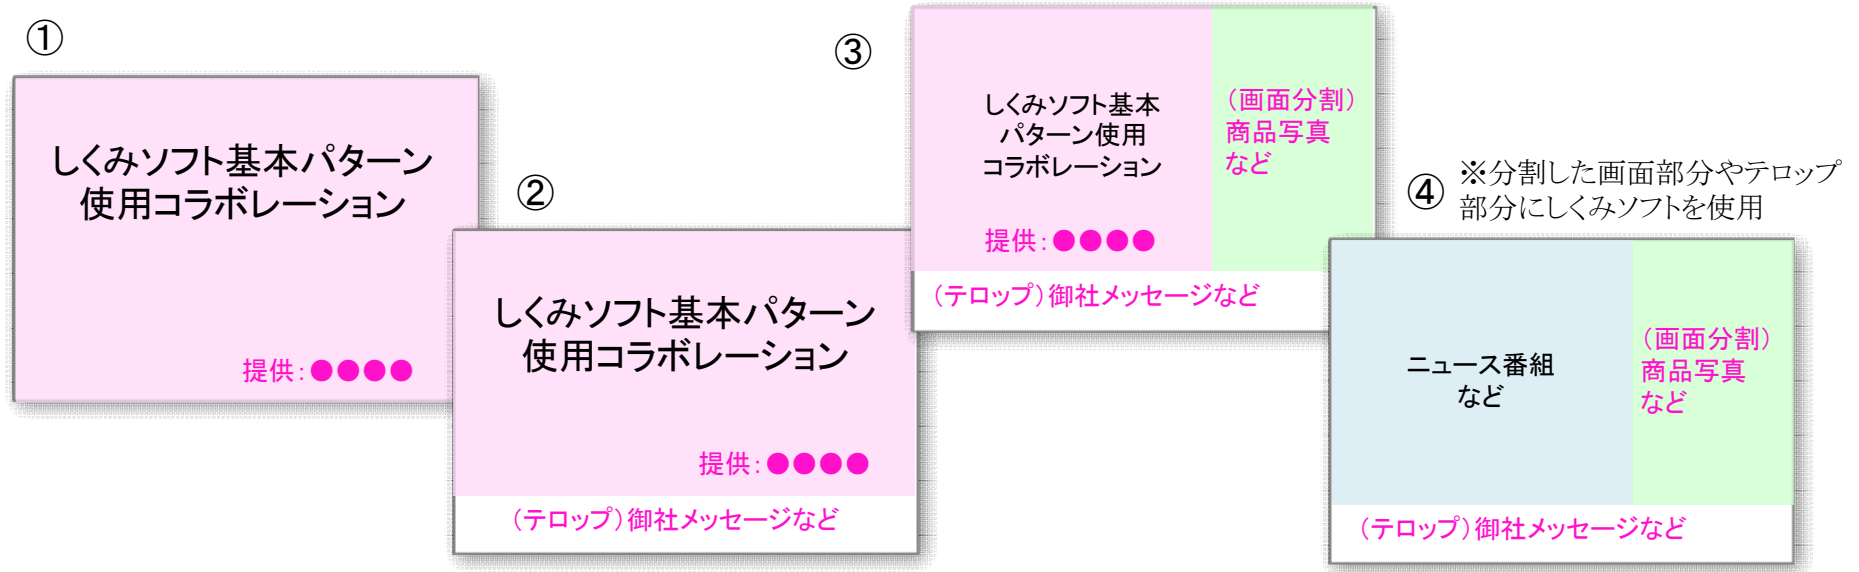 ①
しくみソフト基本パターン
使用コラボレーション
提供：●●●●
②
しくみソフト基本パターン
使用コラボレーション
提供：●●●●
（テロップ）御社メッセージなど
③
しくみソフト基本
パターン使用
コラボレーション
提供：●●●●
（画面分割）
商品写真
など
（テロップ）御社メッセージなど
④
※分割した画面部分やテロップ
部分にしくみソフトを使用
ニュース番組
など
（画面分割）
商品写真
など
（テロップ）御社メッセージなど